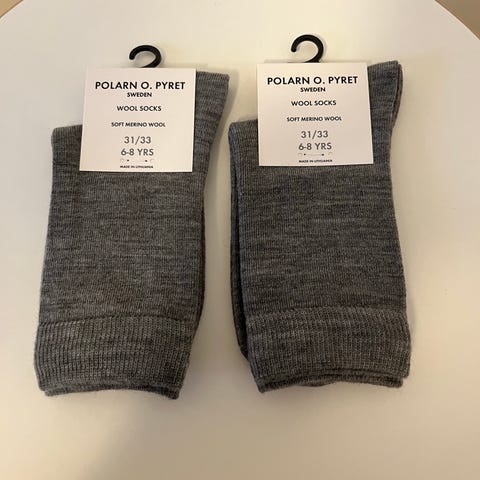 POLARN O. PYRET
SWEDEN
WOOL SOCKS
SOFT MERINO WOOL
31/33
6-8 YRS
MADE IN LITHUANIA
POLARN O. PYRET
SWEDEN
WOOL SOCKS
SOFT MERINO WOOL
31/33
6-8 YRS
MADE IN LITHUANIA